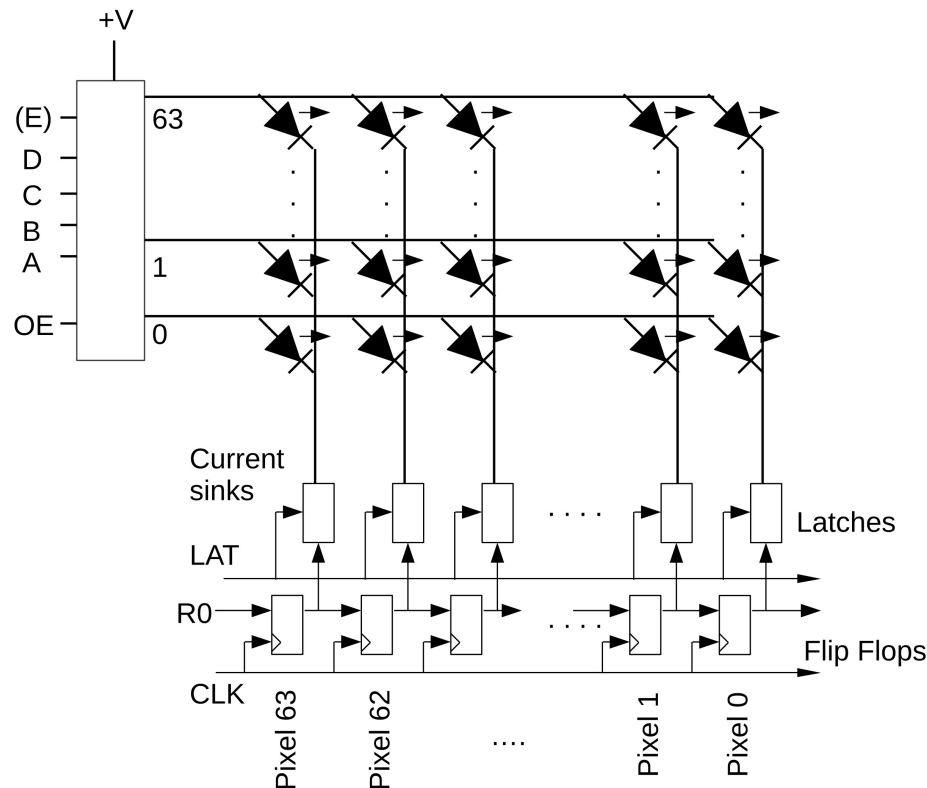 +V
(E)
63
D
C
B
A
1
OE
0
Current
sinks
. . . .
Latches
LAT
R0
. . . .
Flip Flops
CLK
Pixel 63
Pixel 62
....
Pixel 1
Pixel 0